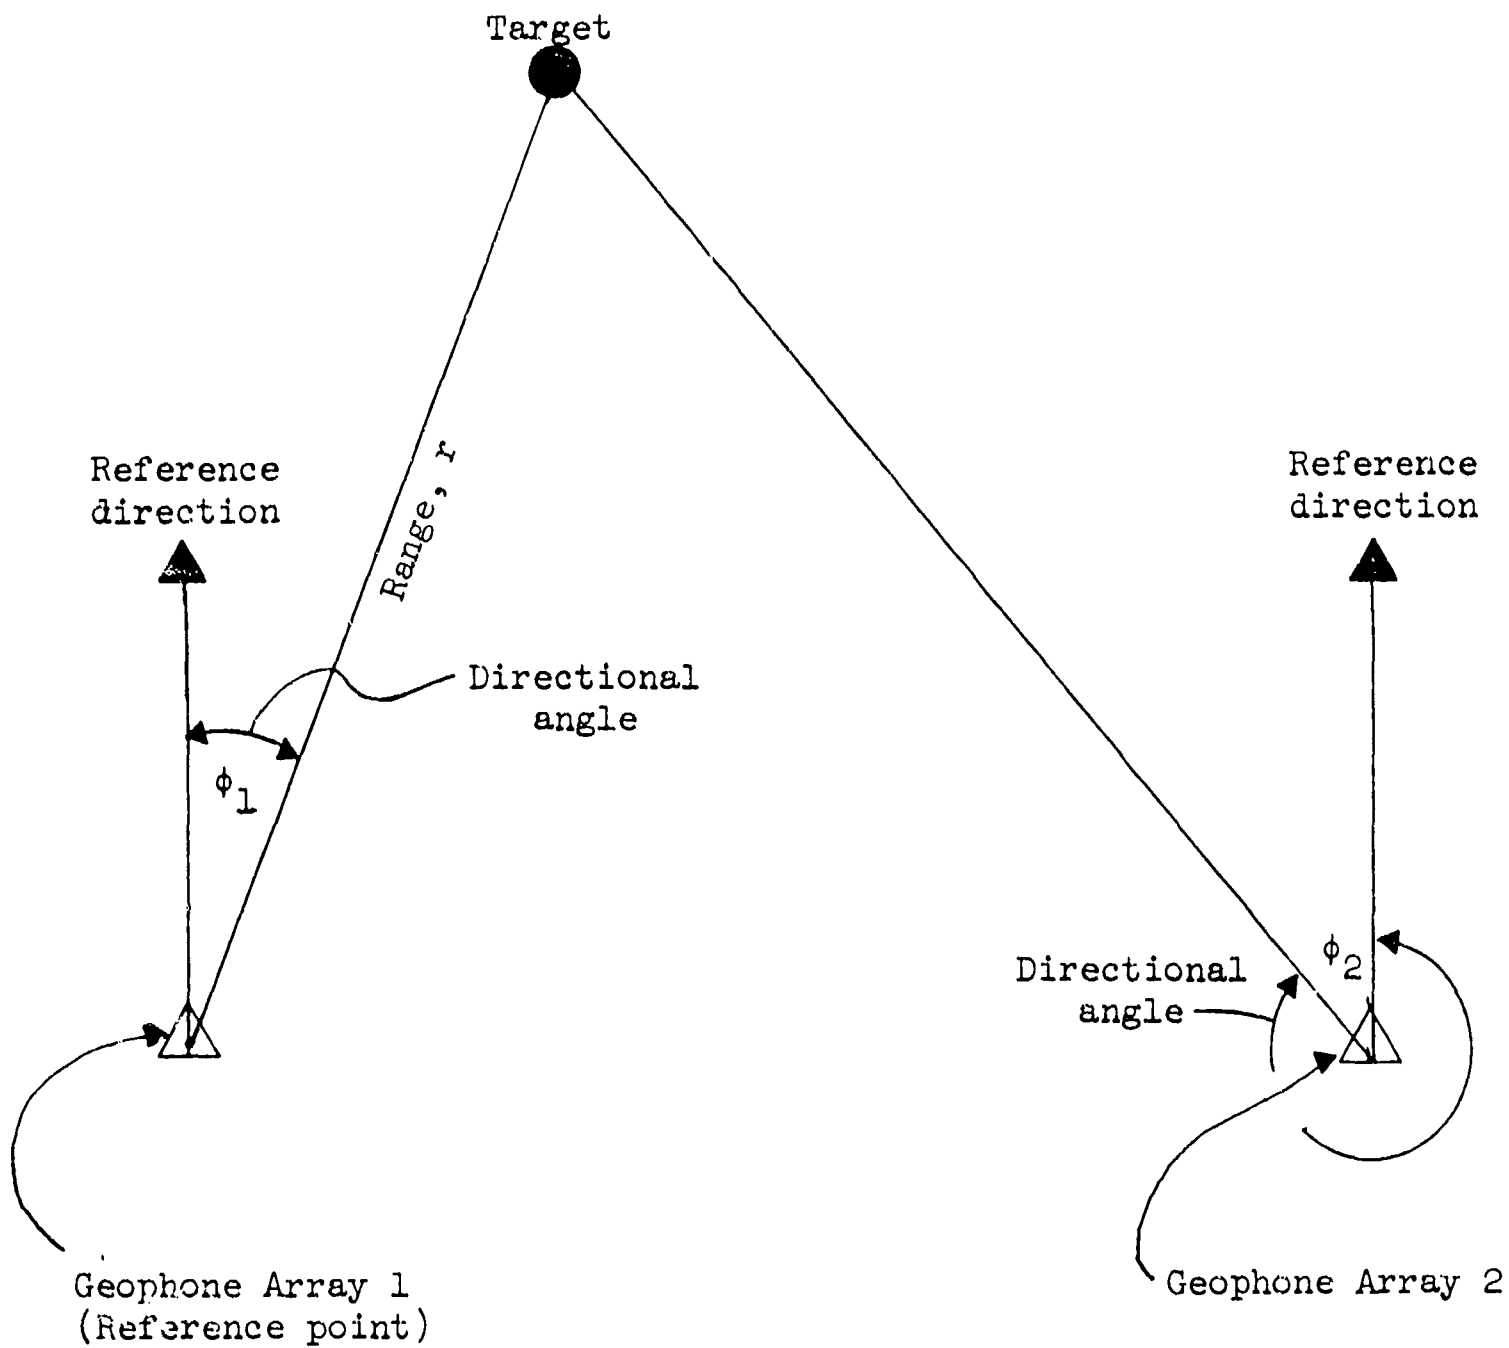 Target
Range, r
Reference
direction
Reference
direction
Directional
angle
ϕ1
ϕ2
Directional
angle
Geophone Array 1
(Reference point)
Geophone Array 2